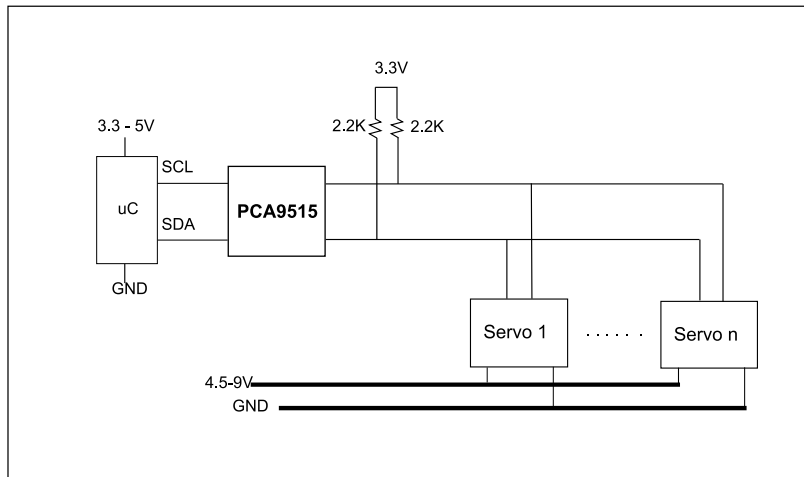 3.3V
2.2K 2.2K
3.3 - 5V
SCL
uC
PCA9515
SDA
GND
Servo 1 . . . . . . Servo n
4.5-9V
GND